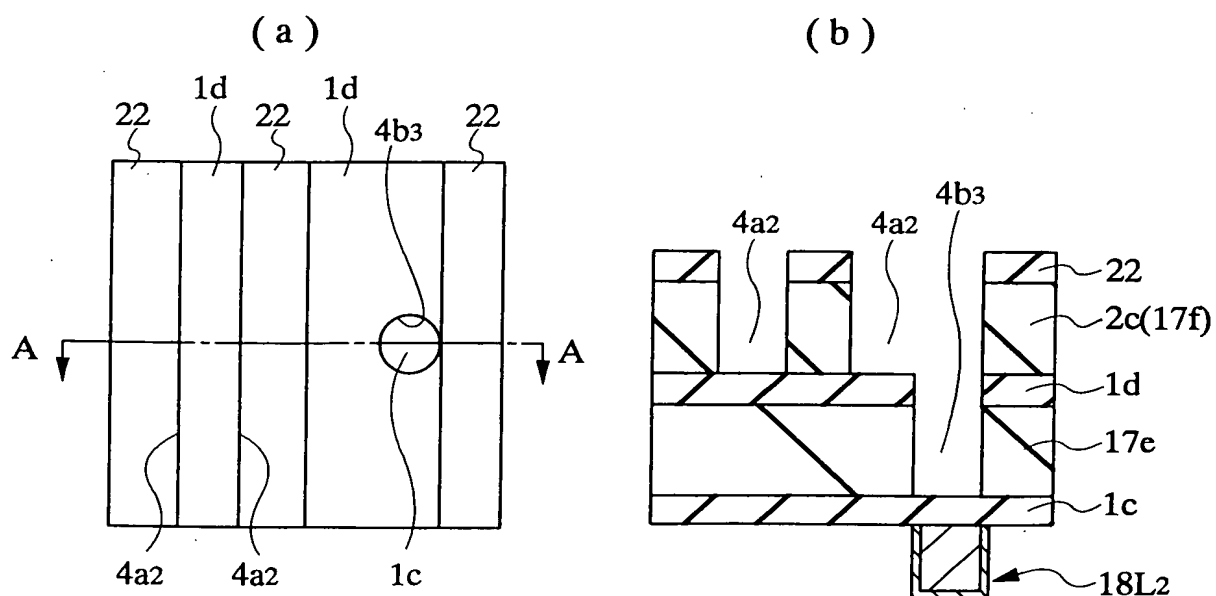 ( a )
( b )
1d 1d
22 22 4b3 22
A A
4a2 4a2 1c
4b3
4a2 4a2
22
2c(17f)
1d
17e
1c
18L2